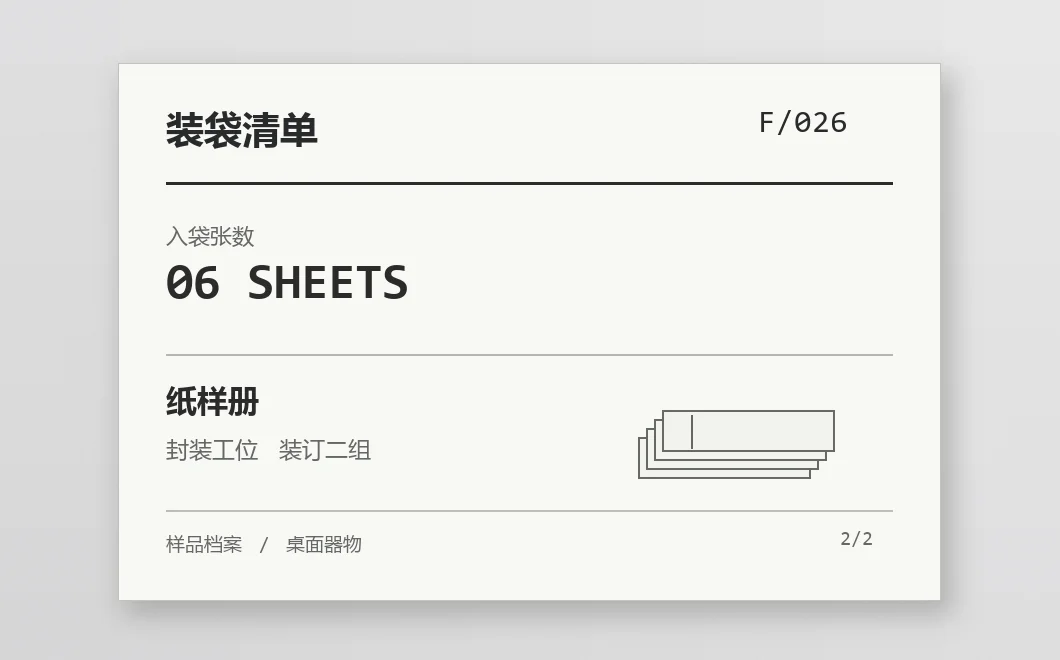 装袋清单
F/026
入袋张数
06 SHEETS
纸样册
封装工位 装订二组
样品档案 / 桌面器物
2/2